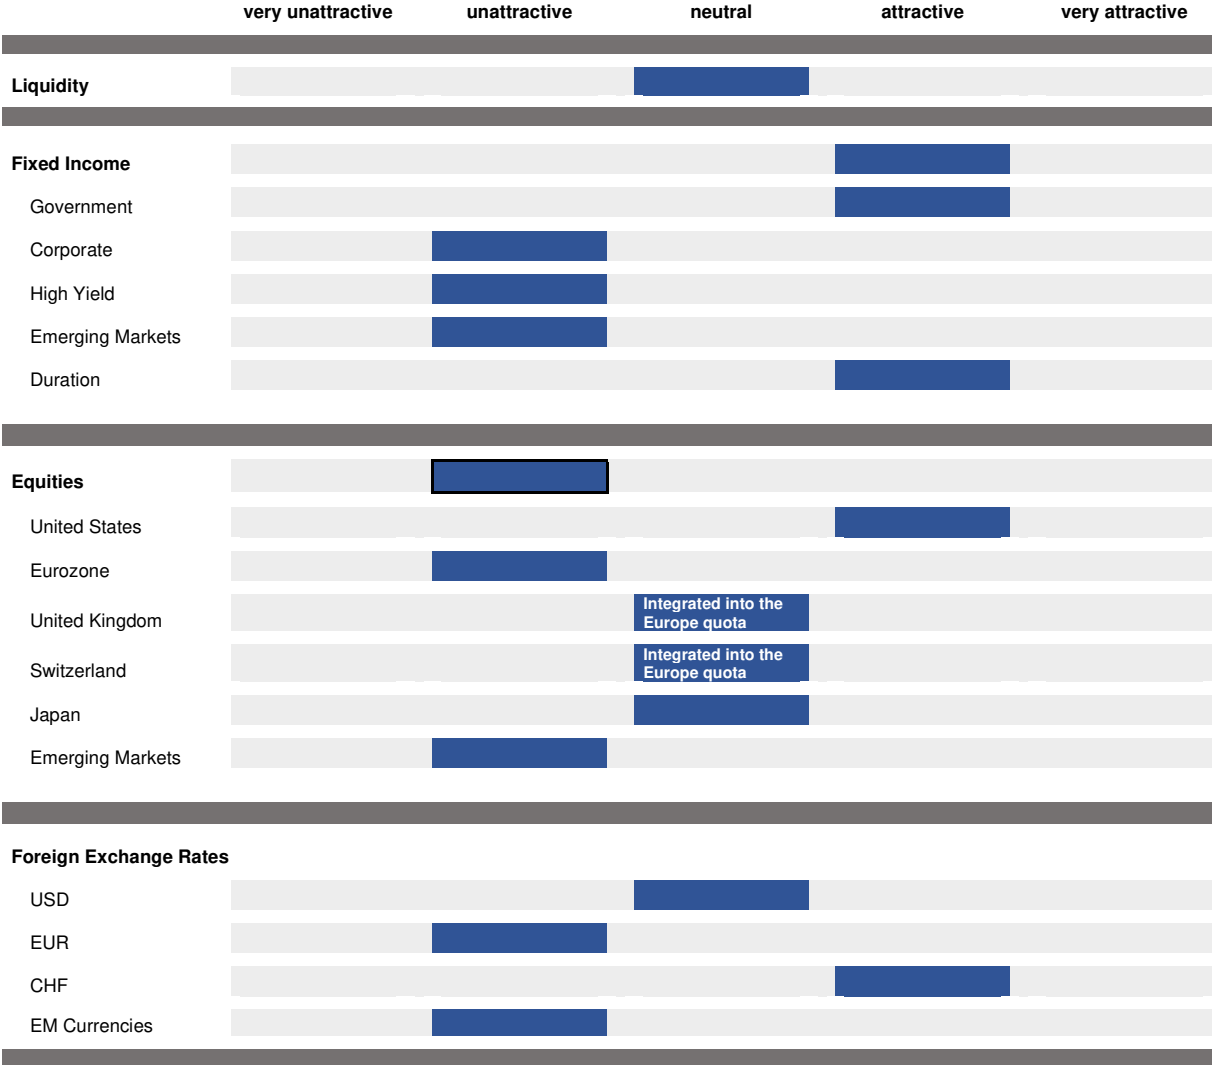 very unattractive unattractive neutral attractive very attractive
Liquidity
Fixed Income
Government
Corporate
High Yield
Emerging Markets
Duration
Equities
United States
Eurozone
United Kingdom
Integrated into the
Europe quota
Switzerland
Integrated into the
Europe quota
Japan
Emerging Markets
Foreign Exchange Rates
USD
EUR
CHF
EM Currencies